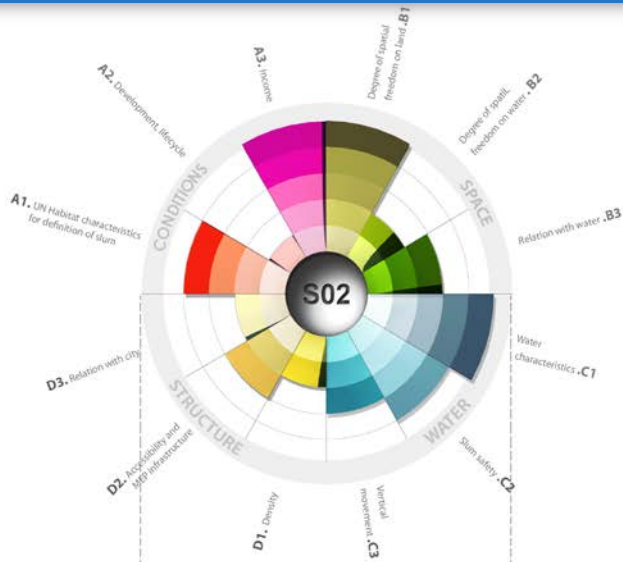 A3. Income
Degree of spatial
freedom on land .B1
Degree of spatil
freedom on water . B2
Relation with water .B3
Water
characteristics .C1
Slum safety .C2
Vertical
movement .C3
D1. Density
D2. Accessibility and
MEP infrastructure
D3. Relation with city
A1. UN Habitat characteristics
for definition of slum
A2. Development lifecycle
CONDITIONS
SPACE
WATER
STRUCTURE
S02